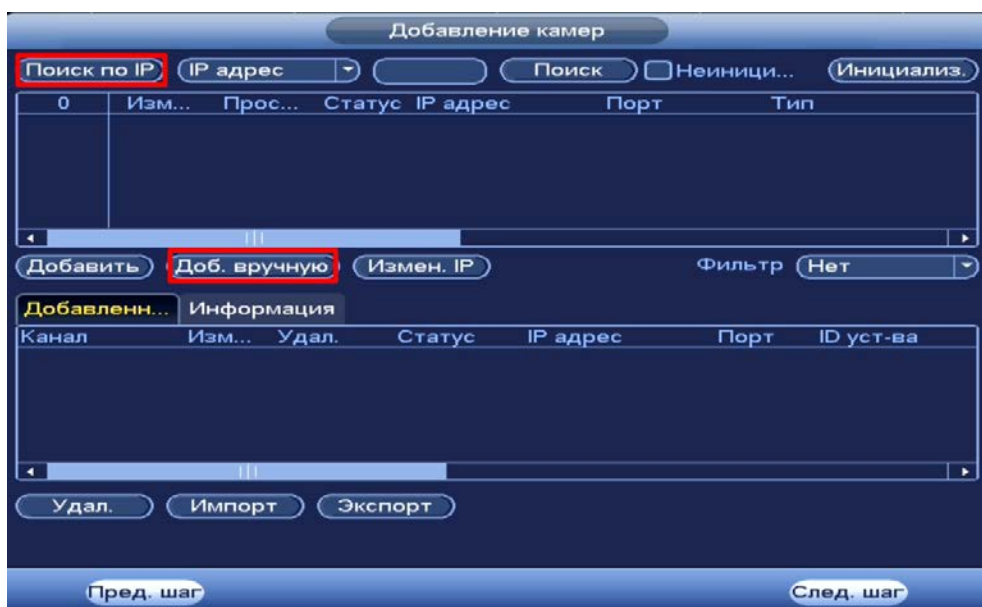 Добавление камер
Поиск по IP IP адрес Поиск Неиници... Инициализ.
0 Изм... Прос... Статус IP адрес Порт Тип
Добавить Доб. вручную Измен. IP Фильтр Нет
Добавленн... Информация
Канал Изм... Удал. Статус IP адрес Порт ID уст-ва
Удал. Импорт Экспорт
Пред. шаг След. шаг